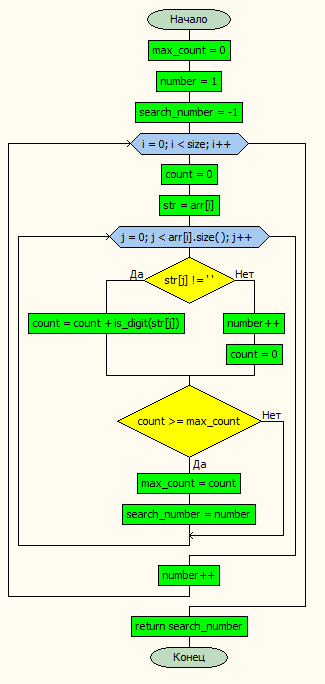 Начало
max_count = 0
number = 1
search_number = -1
i = 0; i < size; i++
count = 0
str = arr[i]
j = 0; j < arr[i].size(); j++
Да
str[j] != ' '
Нет
count = count + is_digit(str[j])
number++
count = 0
count >= max_count
Нет
Да
max_count = count
search_number = number
number++
return search_number
Конец